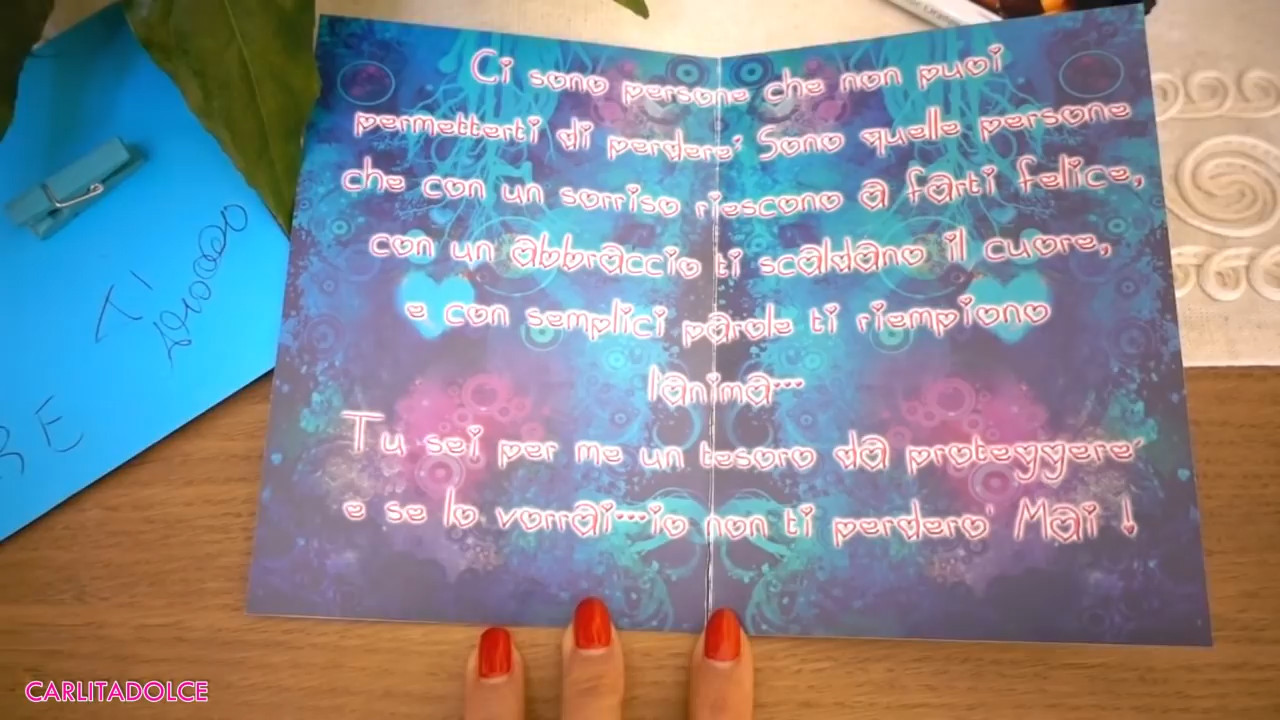 Ci sono persone che non puoi
permetterti di perdere; Sono quelle persone
che con un sorriso riescono a farti felice,
con un abbraccio ti scaldano il cuore,
e con semplici parole ti riempiono
l'anima...
Tu sei per me un tesoro da proteggere
e se lo vorrai...io non ti perdero' Mai !
TI
CARLITADOLCE